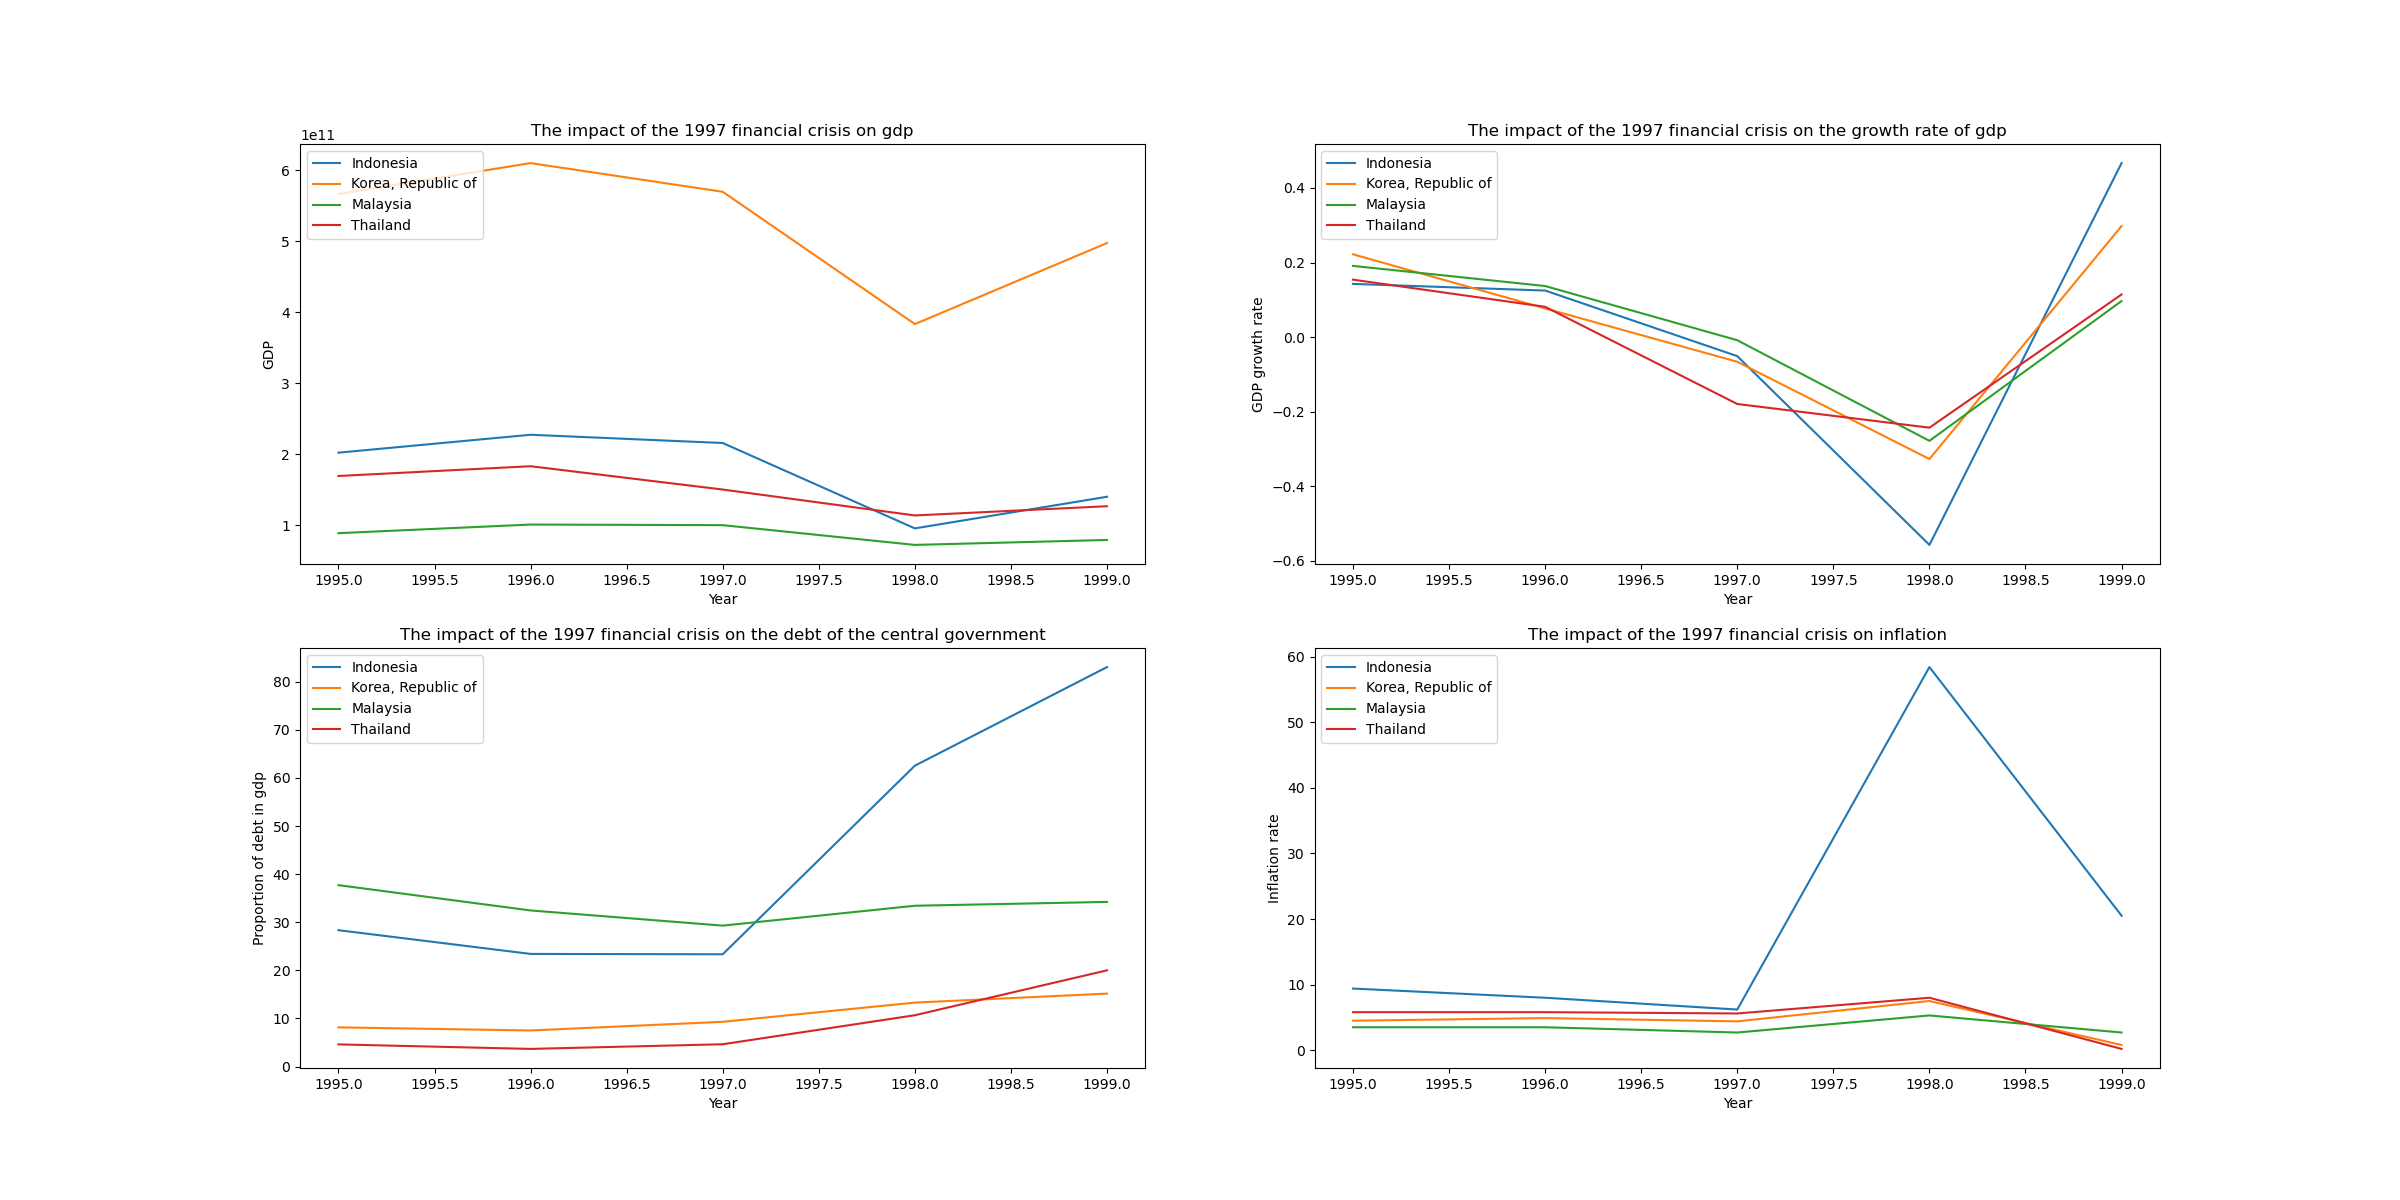 The impact of the 1997 financial crisis on gdp
1e11
Indonesia
Korea, Republic of
Malaysia
Thailand
6
5
4
3
2
1
GDP
1995.0 1995.5 1996.0 1996.5 1997.0 1997.5 1998.0 1998.5 1999.0
Year
The impact of the 1997 financial crisis on the growth rate of gdp
Indonesia
Korea, Republic of
Malaysia
Thailand
0.4
0.2
0.0
−0.2
−0.4
−0.6
GDP growth rate
1995.0 1995.5 1996.0 1996.5 1997.0 1997.5 1998.0 1998.5 1999.0
Year
The impact of the 1997 financial crisis on the debt of the central government
Indonesia
Korea, Republic of
Malaysia
Thailand
80
70
60
50
40
30
20
10
0
Proportion of debt in gdp
1995.0 1995.5 1996.0 1996.5 1997.0 1997.5 1998.0 1998.5 1999.0
Year
The impact of the 1997 financial crisis on inflation
Indonesia
Korea, Republic of
Malaysia
Thailand
60
50
40
30
20
10
0
Inflation rate
1995.0 1995.5 1996.0 1996.5 1997.0 1997.5 1998.0 1998.5 1999.0
Year